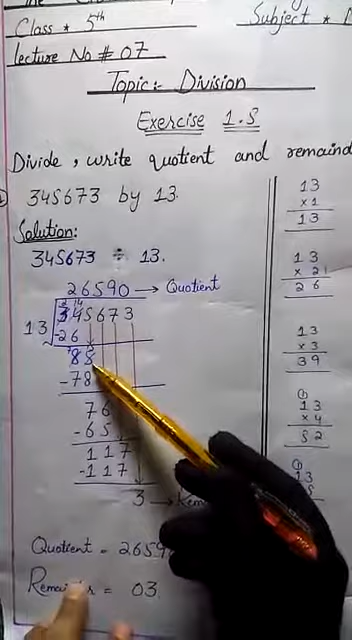 Class * 5th
Subject *
lecture No # 07
Topic:- Division
Exercise 1.5
Divide, write quotient and remaind
345673 by 13.
Solution:
345673 ÷ 13.
26590 → Quotient
13 345673
-26
85
-78
76
-65
117
-117
3 →
Quotient = 2659
Remainder = 03
13
x 1
13
13
x 2
26
13
x 3
39
13
x 4
52
13